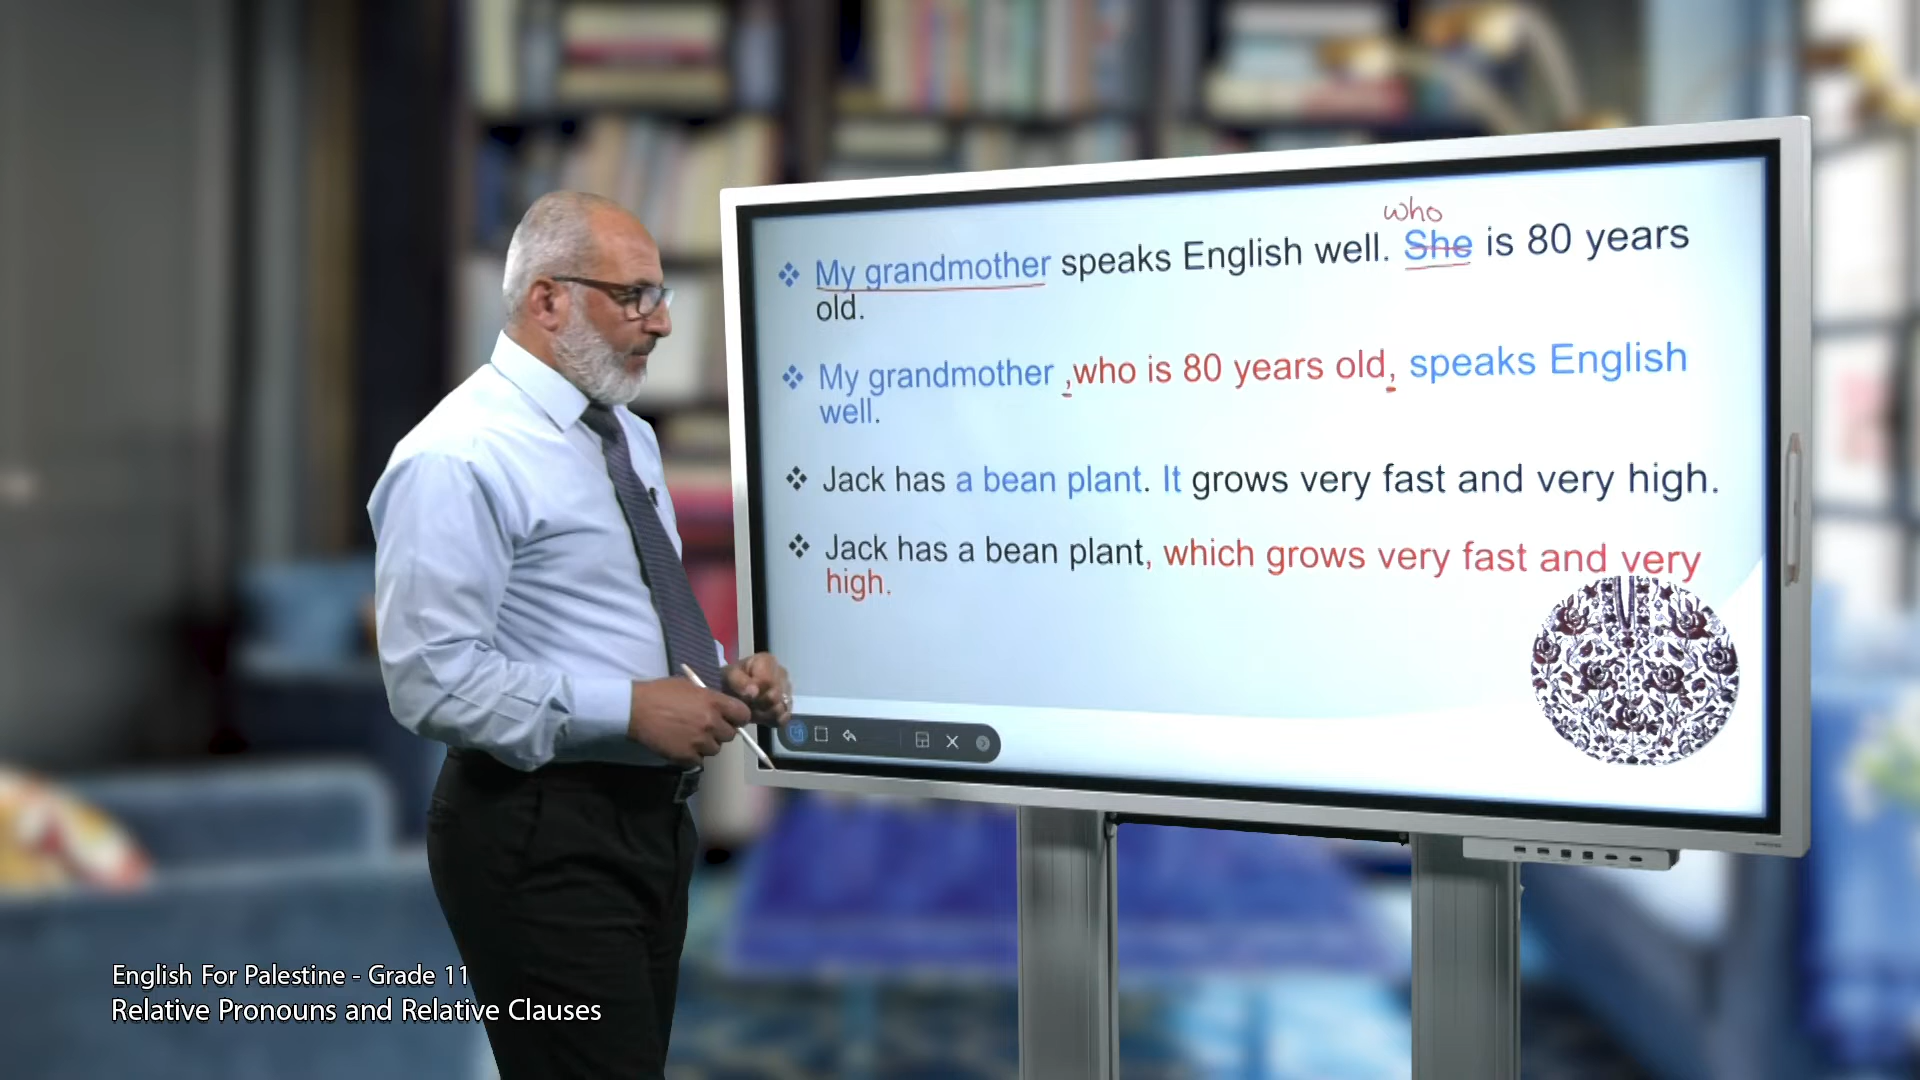 who
❖ My grandmother speaks English well. She is 80 years
old.
❖ My grandmother ,who is 80 years old, speaks English
well.
❖ Jack has a bean plant. It grows very fast and very high.
❖ Jack has a bean plant, which grows very fast and very
high.
English For Palestine - Grade 11
Relative Pronouns and Relative Clauses